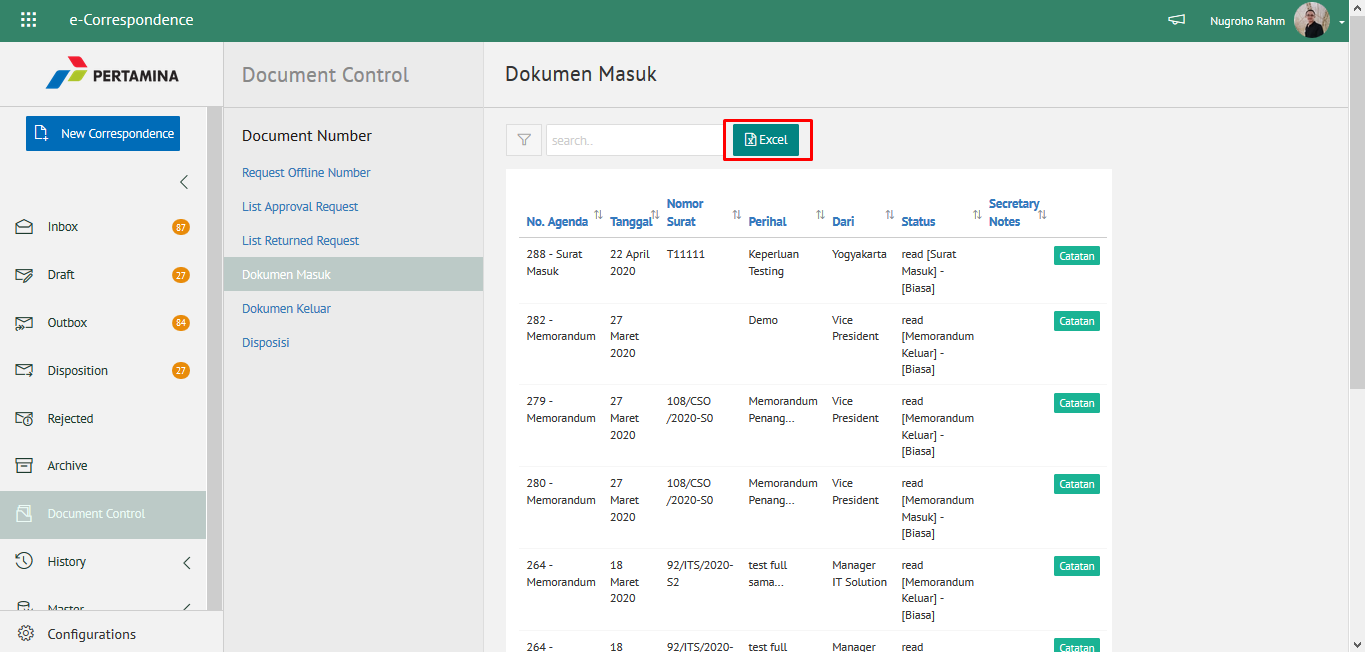 e-Correspondence
Nugroho Rahm
PERTAMINA
New Correspondence
Inbox 87
Draft 27
Outbox 84
Disposition 27
Rejected
Archive
Document Control
History
Master
Configurations
Document Control
Document Number
Request Offline Number
List Approval Request
List Returned Request
Dokumen Masuk
Dokumen Keluar
Disposisi
Dokumen Masuk
search..
Excel
No. Agenda
Tanggal
Nomor
Surat
Perihal
Dari
Status
Secretary
Notes
288 - Surat
Masuk
22 April
2020
T11111
Keperluan
Testing
Yogyakarta
read [Surat
Masuk] -
[Biasa]
Catatan
282 -
Memorandum
27
Maret
2020
Demo
Vice
President
read
[Memorandum
Keluar] -
[Biasa]
Catatan
279 -
Memorandum
27
Maret
2020
108/CSO
/2020-S0
Memorandum
Penang...
Vice
President
read
[Memorandum
Keluar] -
[Biasa]
Catatan
280 -
Memorandum
27
Maret
2020
108/CSO
/2020-S0
Memorandum
Penang...
Vice
President
read
[Memorandum
Masuk] -
[Biasa]
Catatan
264 -
Memorandum
18
Maret
2020
92/ITS/2020-
S2
test full
sama...
Manager
IT Solution
read
[Memorandum
Keluar] -
[Biasa]
Catatan
264 -
18
92/ITS/2020-
test full
Manager
read
Catatan